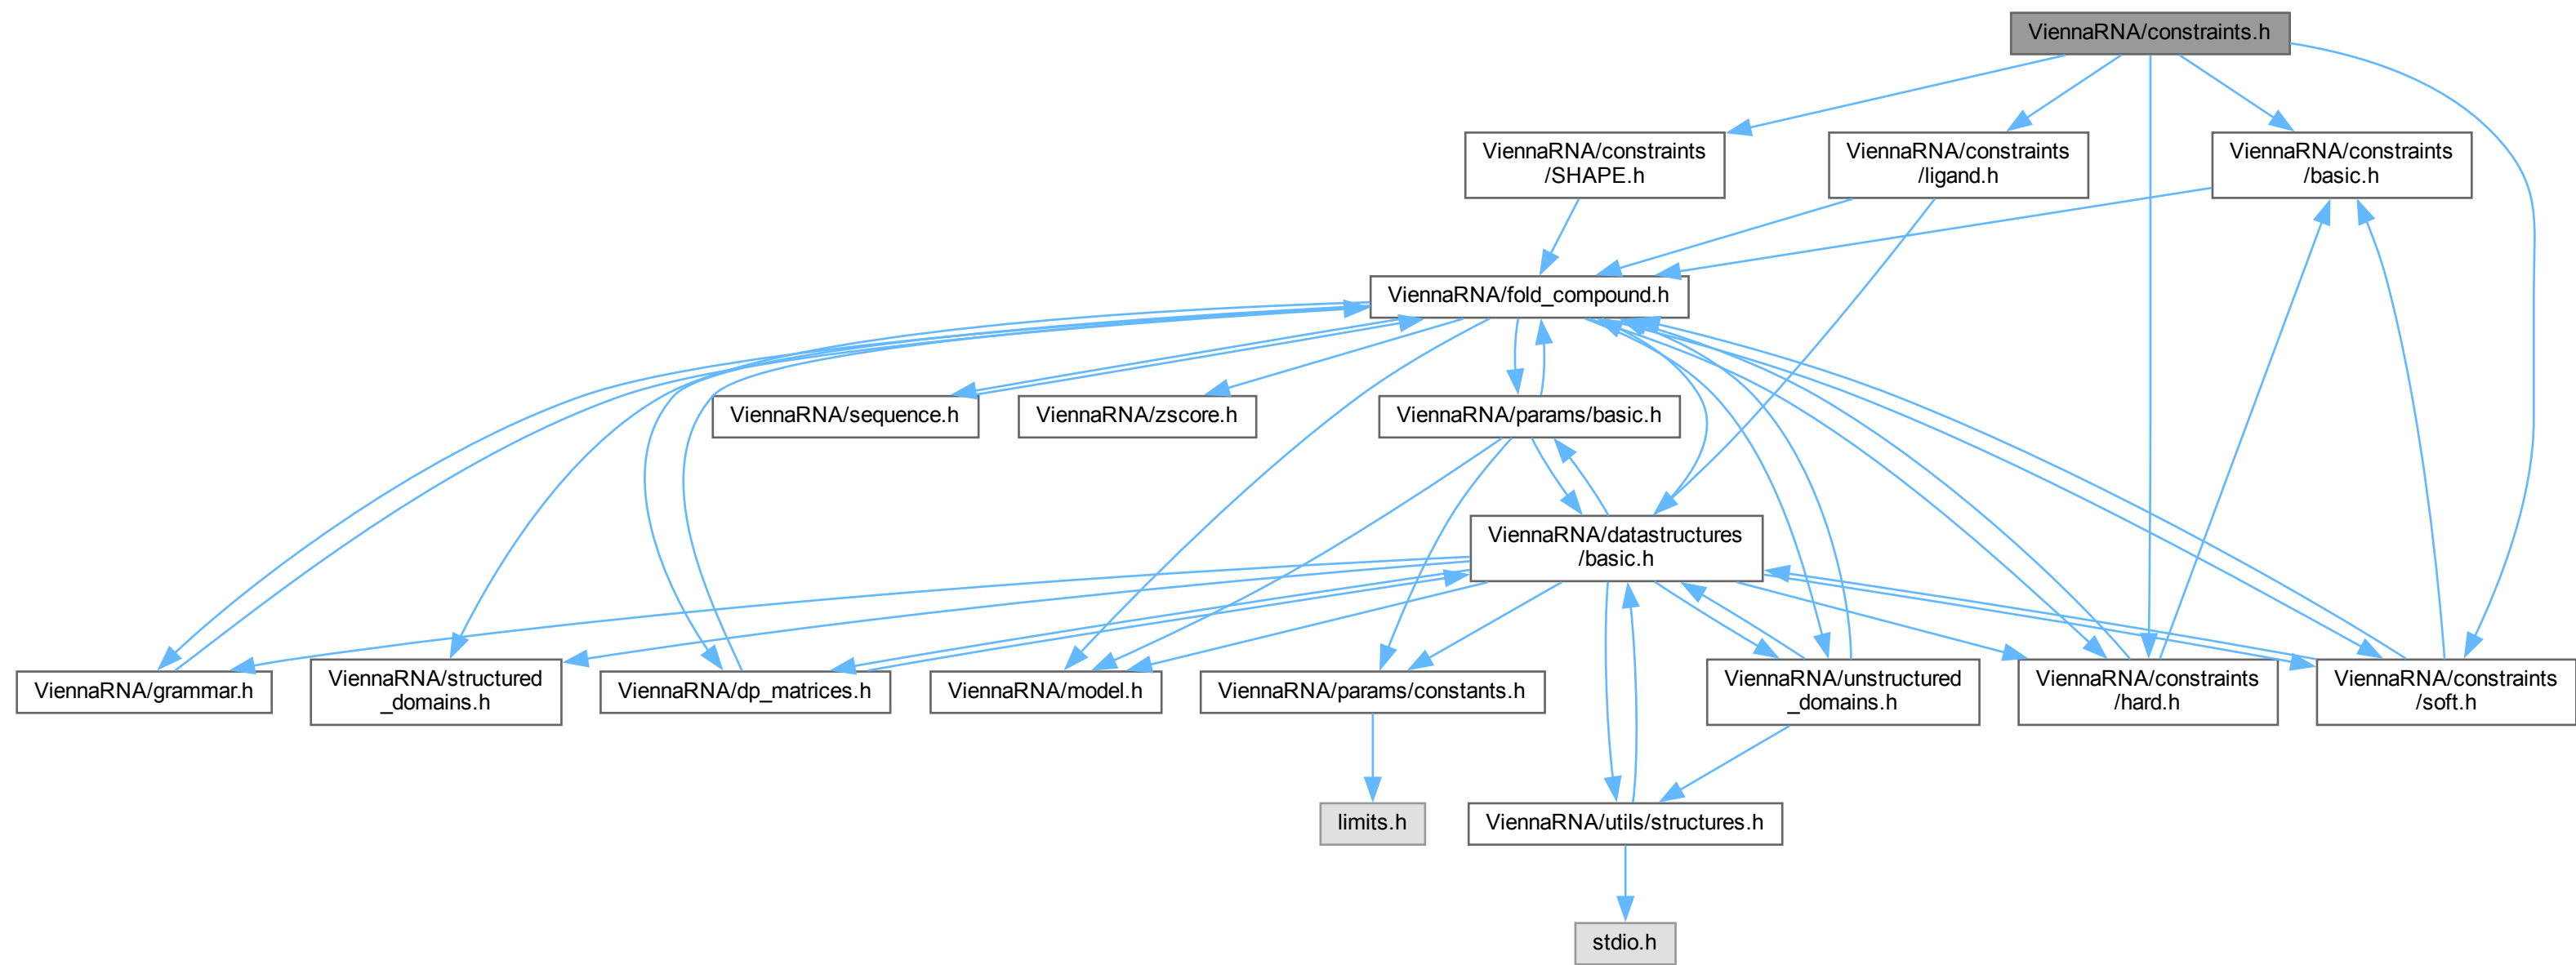 ViennaRNA/constraints.h
ViennaRNA/constraints
/SHAPE.h
ViennaRNA/constraints
/ligand.h
ViennaRNA/constraints
/basic.h
ViennaRNA/fold_compound.h
ViennaRNA/sequence.h
ViennaRNA/zscore.h
ViennaRNA/params/basic.h
ViennaRNA/datastructures
/basic.h
ViennaRNA/grammar.h
ViennaRNA/structured
_domains.h
ViennaRNA/dp_matrices.h
ViennaRNA/model.h
ViennaRNA/params/constants.h
ViennaRNA/unstructured
_domains.h
ViennaRNA/constraints
/hard.h
ViennaRNA/constraints
/soft.h
limits.h
ViennaRNA/utils/structures.h
stdio.h